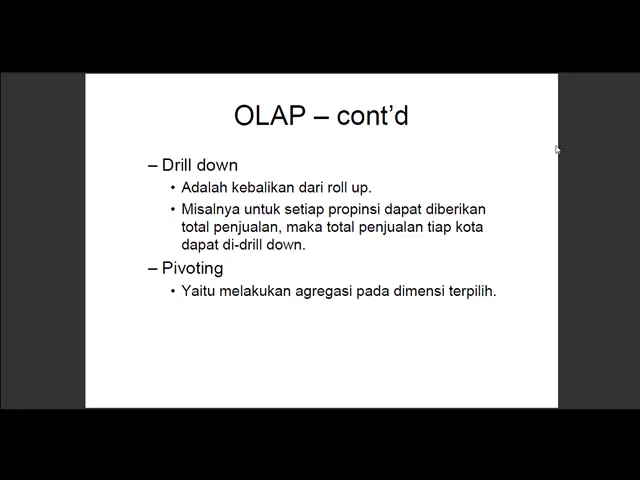 OLAP – cont’d
– Drill down
• Adalah kebalikan dari roll up.
• Misalnya untuk setiap propinsi dapat diberikan
total penjualan, maka total penjualan tiap kota
dapat di-drill down.
– Pivoting
• Yaitu melakukan agregasi pada dimensi terpilih.